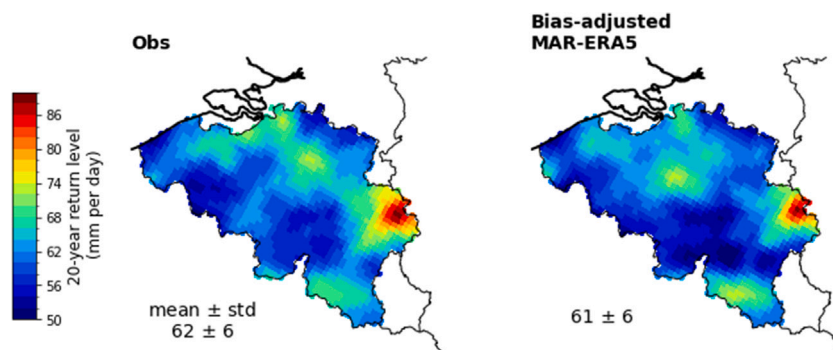 Obs
Bias-adjusted
MAR-ERA5
86
80
74
68
62
56
50
20-year return level
(mm per day)
mean ± std
62 ± 6
61 ± 6